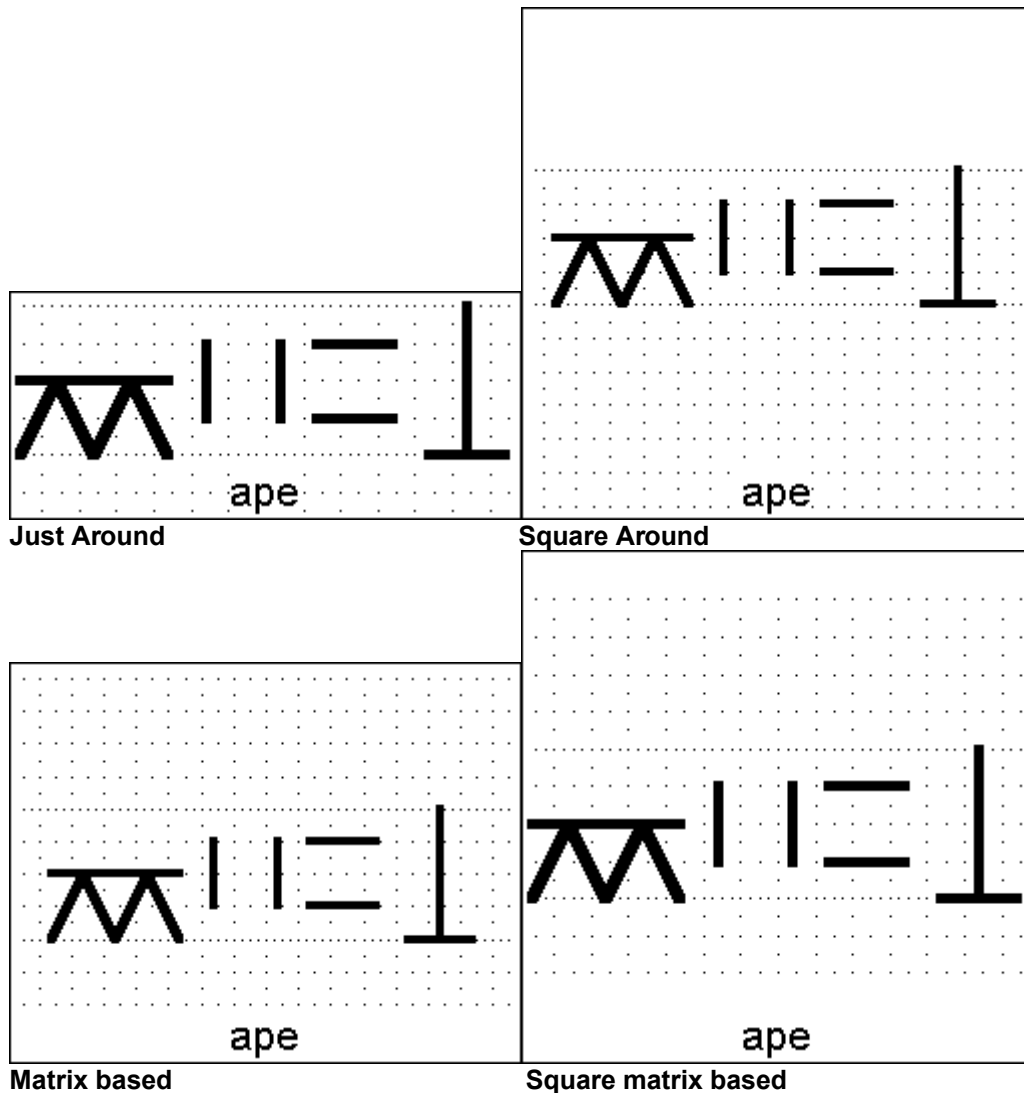 ape
ape
Just Around
Square Around
ape
ape
Matrix based
Square matrix based